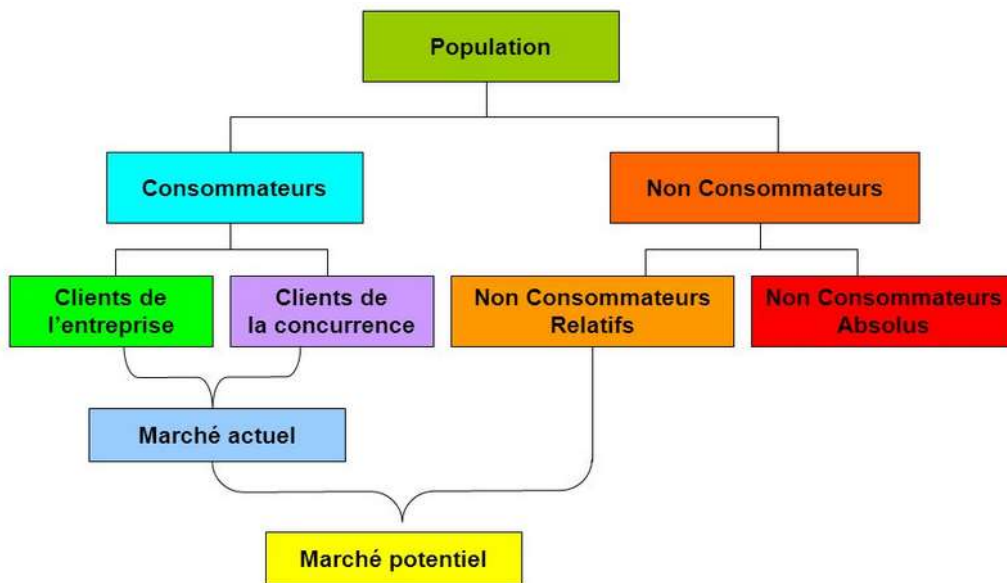 Population
Consommateurs
Non Consommateurs
Clients de
l'entreprise
Clients de
la concurrence
Non Consommateurs
Relatifs
Non Consommateurs
Absolus
Marché actuel
Marché potentiel